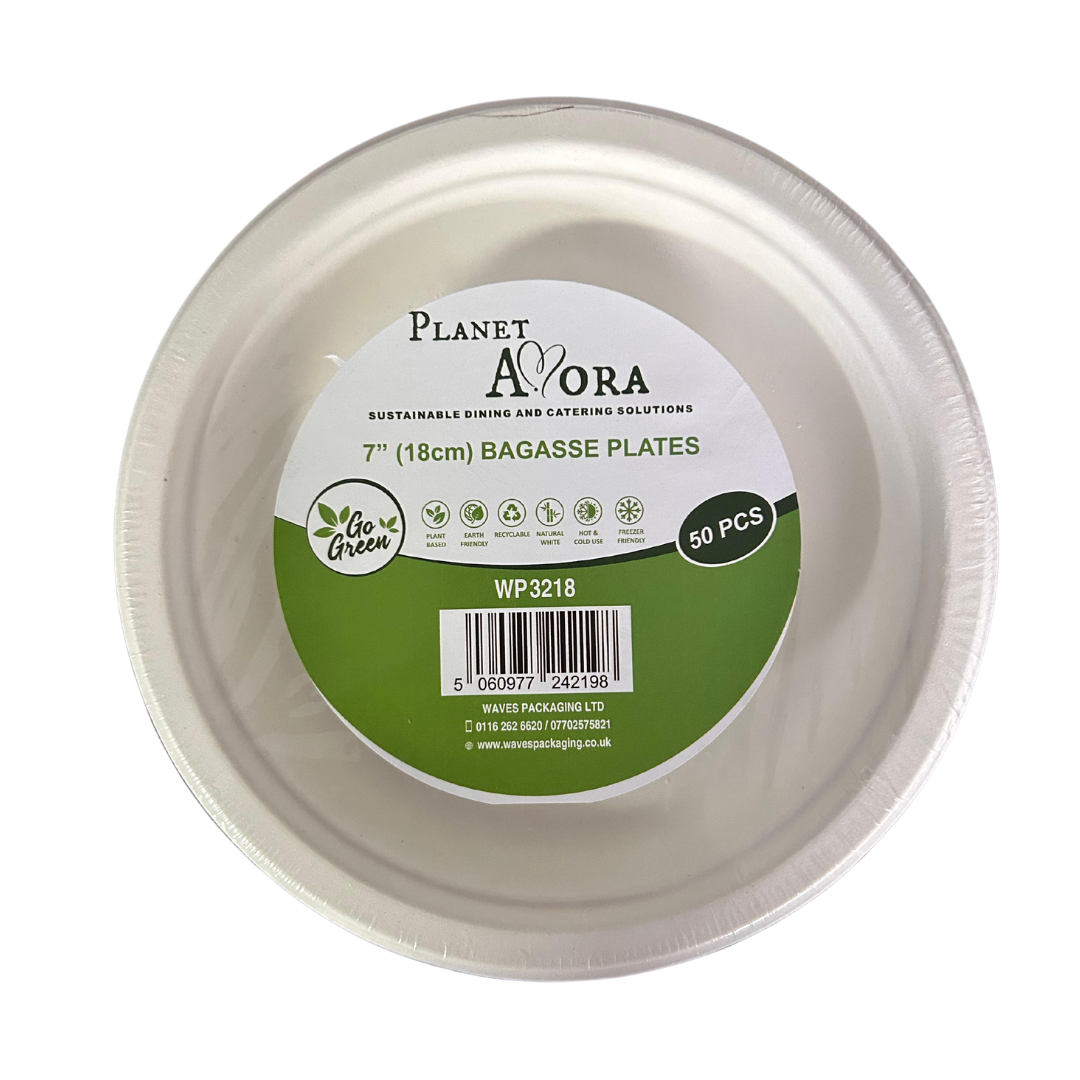 PLANET
AMORA
SUSTAINABLE DINING AND CATERING SOLUTIONS
7” (18cm) BAGASSE PLATES
Go Green
PLANT BASED
EARTH FRIENDLY
RECYCLABLE
NATURAL WHITE
HOT & COLD USE
FREEZER FRIENDLY
50 PCS
WP3218
5 060977 242198
WAVES PACKAGING LTD
0116 262 6620 / 07702575821
www.wavespackaging.co.uk